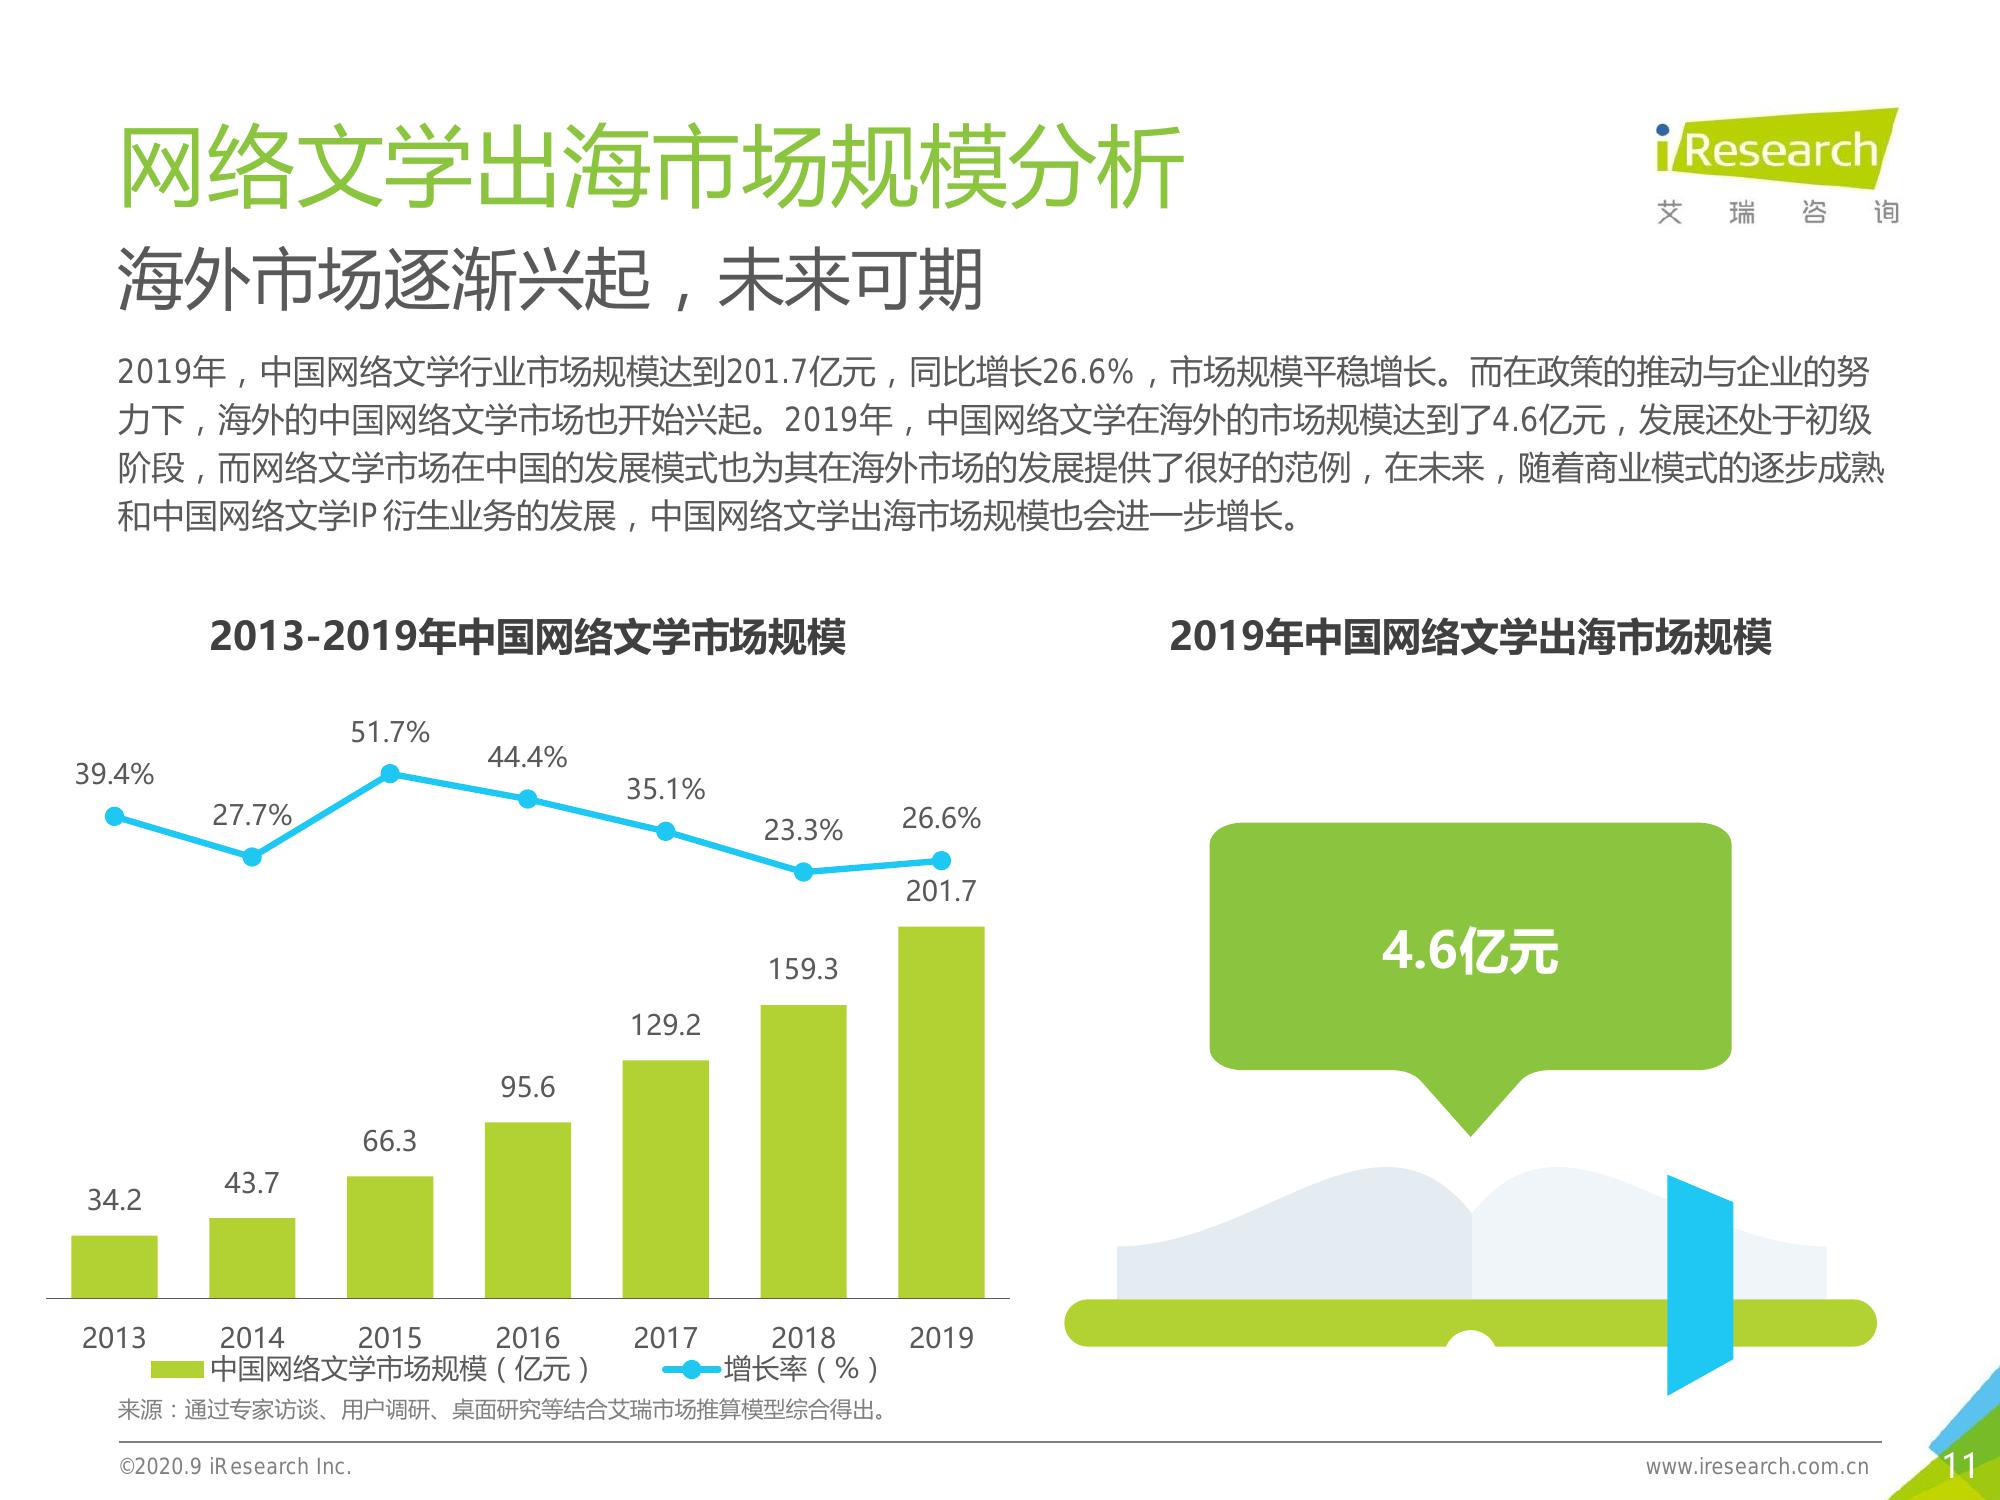 网络文学出海市场规模分析
iResearch
艾瑞咨询
海外市场逐渐兴起，未来可期
2019年，中国网络文学行业市场规模达到201.7亿元，同比增长26.6%，市场规模平稳增长。而在政策的推动与企业的努
力下，海外的中国网络文学市场也开始兴起。2019年，中国网络文学在海外的市场规模达到了4.6亿元，发展还处于初级
阶段，而网络文学市场在中国的发展模式也为其在海外市场的发展提供了很好的范例，在未来，随着商业模式的逐步成熟
和中国网络文学IP衍生业务的发展，中国网络文学出海市场规模也会进一步增长。
2013-2019年中国网络文学市场规模
39.4%
27.7%
51.7%
44.4%
35.1%
23.3%
26.6%
34.2
43.7
66.3
95.6
129.2
159.3
201.7
2013 2014 2015 2016 2017 2018 2019
中国网络文学市场规模（亿元） 增长率（%）
2019年中国网络文学出海市场规模
4.6亿元
来源：通过专家访谈、用户调研、桌面研究等结合艾瑞市场推算模型综合得出。
©2020.9 iResearch Inc.
www.iresearch.com.cn
11